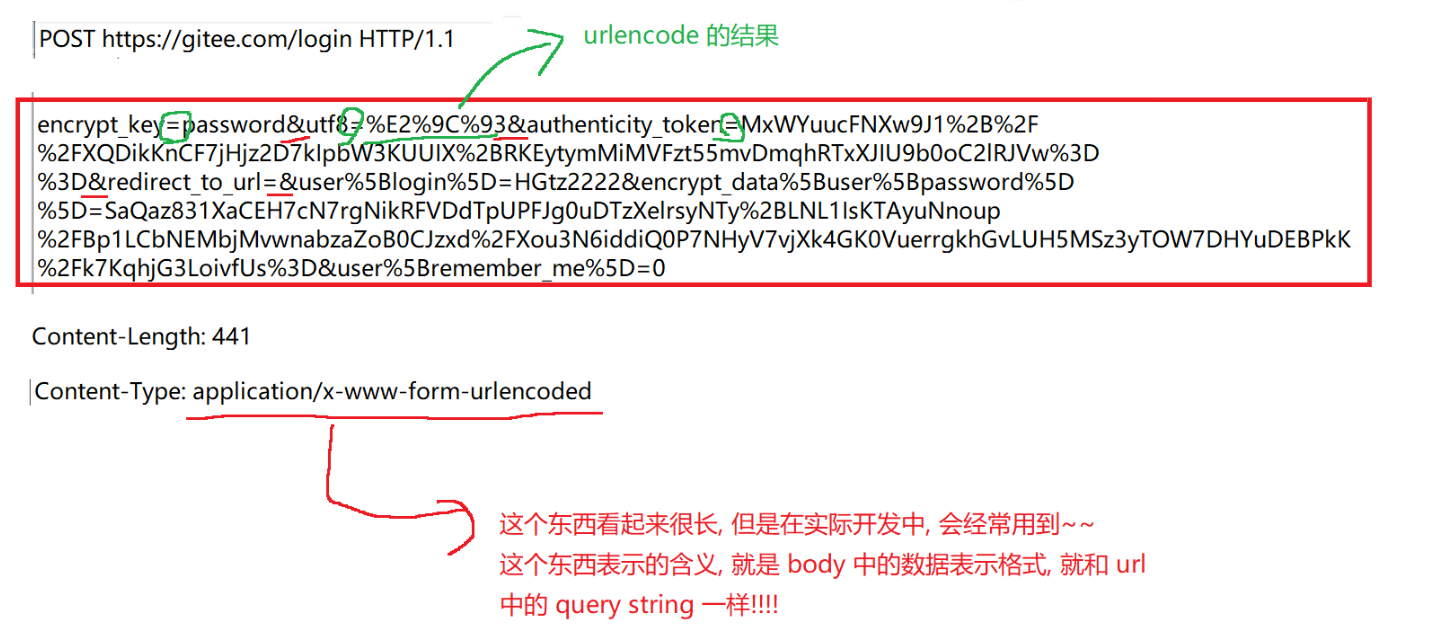 POST https://gitee.com/login HTTP/1.1
urlencode 的结果
encrypt_key=password&utf8=%E2%9C%93&authenticity_token=MxWYuucFNXw9J1%2B%2F
%2FXQDikKnCF7jHjz2D7kIpbW3KUUIX%2BRKEytymMiMVFzt55mvDmqhRTxXJIU9b0oC2lRJVw%3D
%3D&redirect_to_url=&user%5Blogin%5D=HGtz2222&encrypt_data%5Buser%5Bpassword%5D
%5D=SaQaz831XaCEH7cN7rgNikRFVDdTpUPFJg0uDTzXelrsyNTy%2BLNL1IsKTAyuNnoup
%2FBp1LCbNEMbjMvwnabzaZoB0CJzxd%2FXou3N6iddiQ0P7NHyV7vjXk4GK0VuerrgkhGvLUH5MSz3yTOW7DHYuDEBPkK
%2Fk7KqhjG3LoivfUs%3D&user%5Bremember_me%5D=0
Content-Length: 441
Content-Type: application/x-www-form-urlencoded
这个东西看起来很长, 但是在实际开发中, 会经常用到~~
这个东西表示的含义, 就是 body 中的数据表示格式, 就和 url
中的 query string 一样!!!!